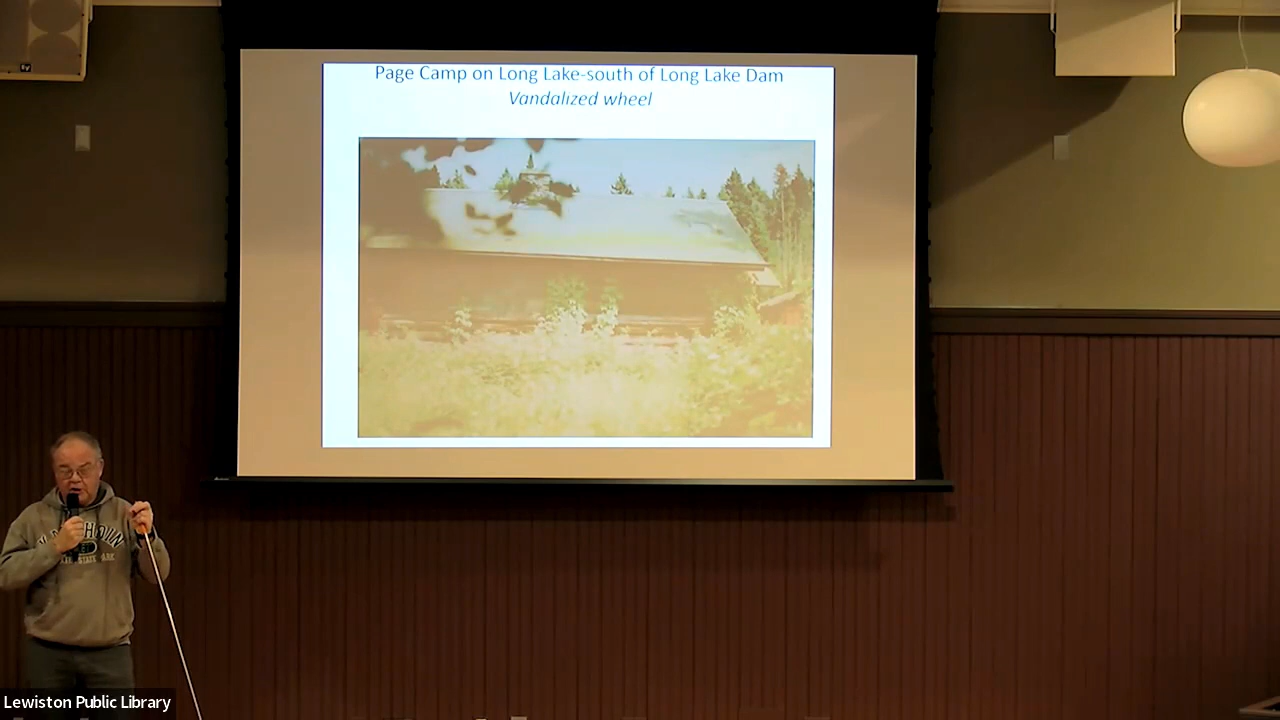 Page Camp on Long Lake-south of Long Lake Dam
Vandalized wheel
Lewiston Public Library